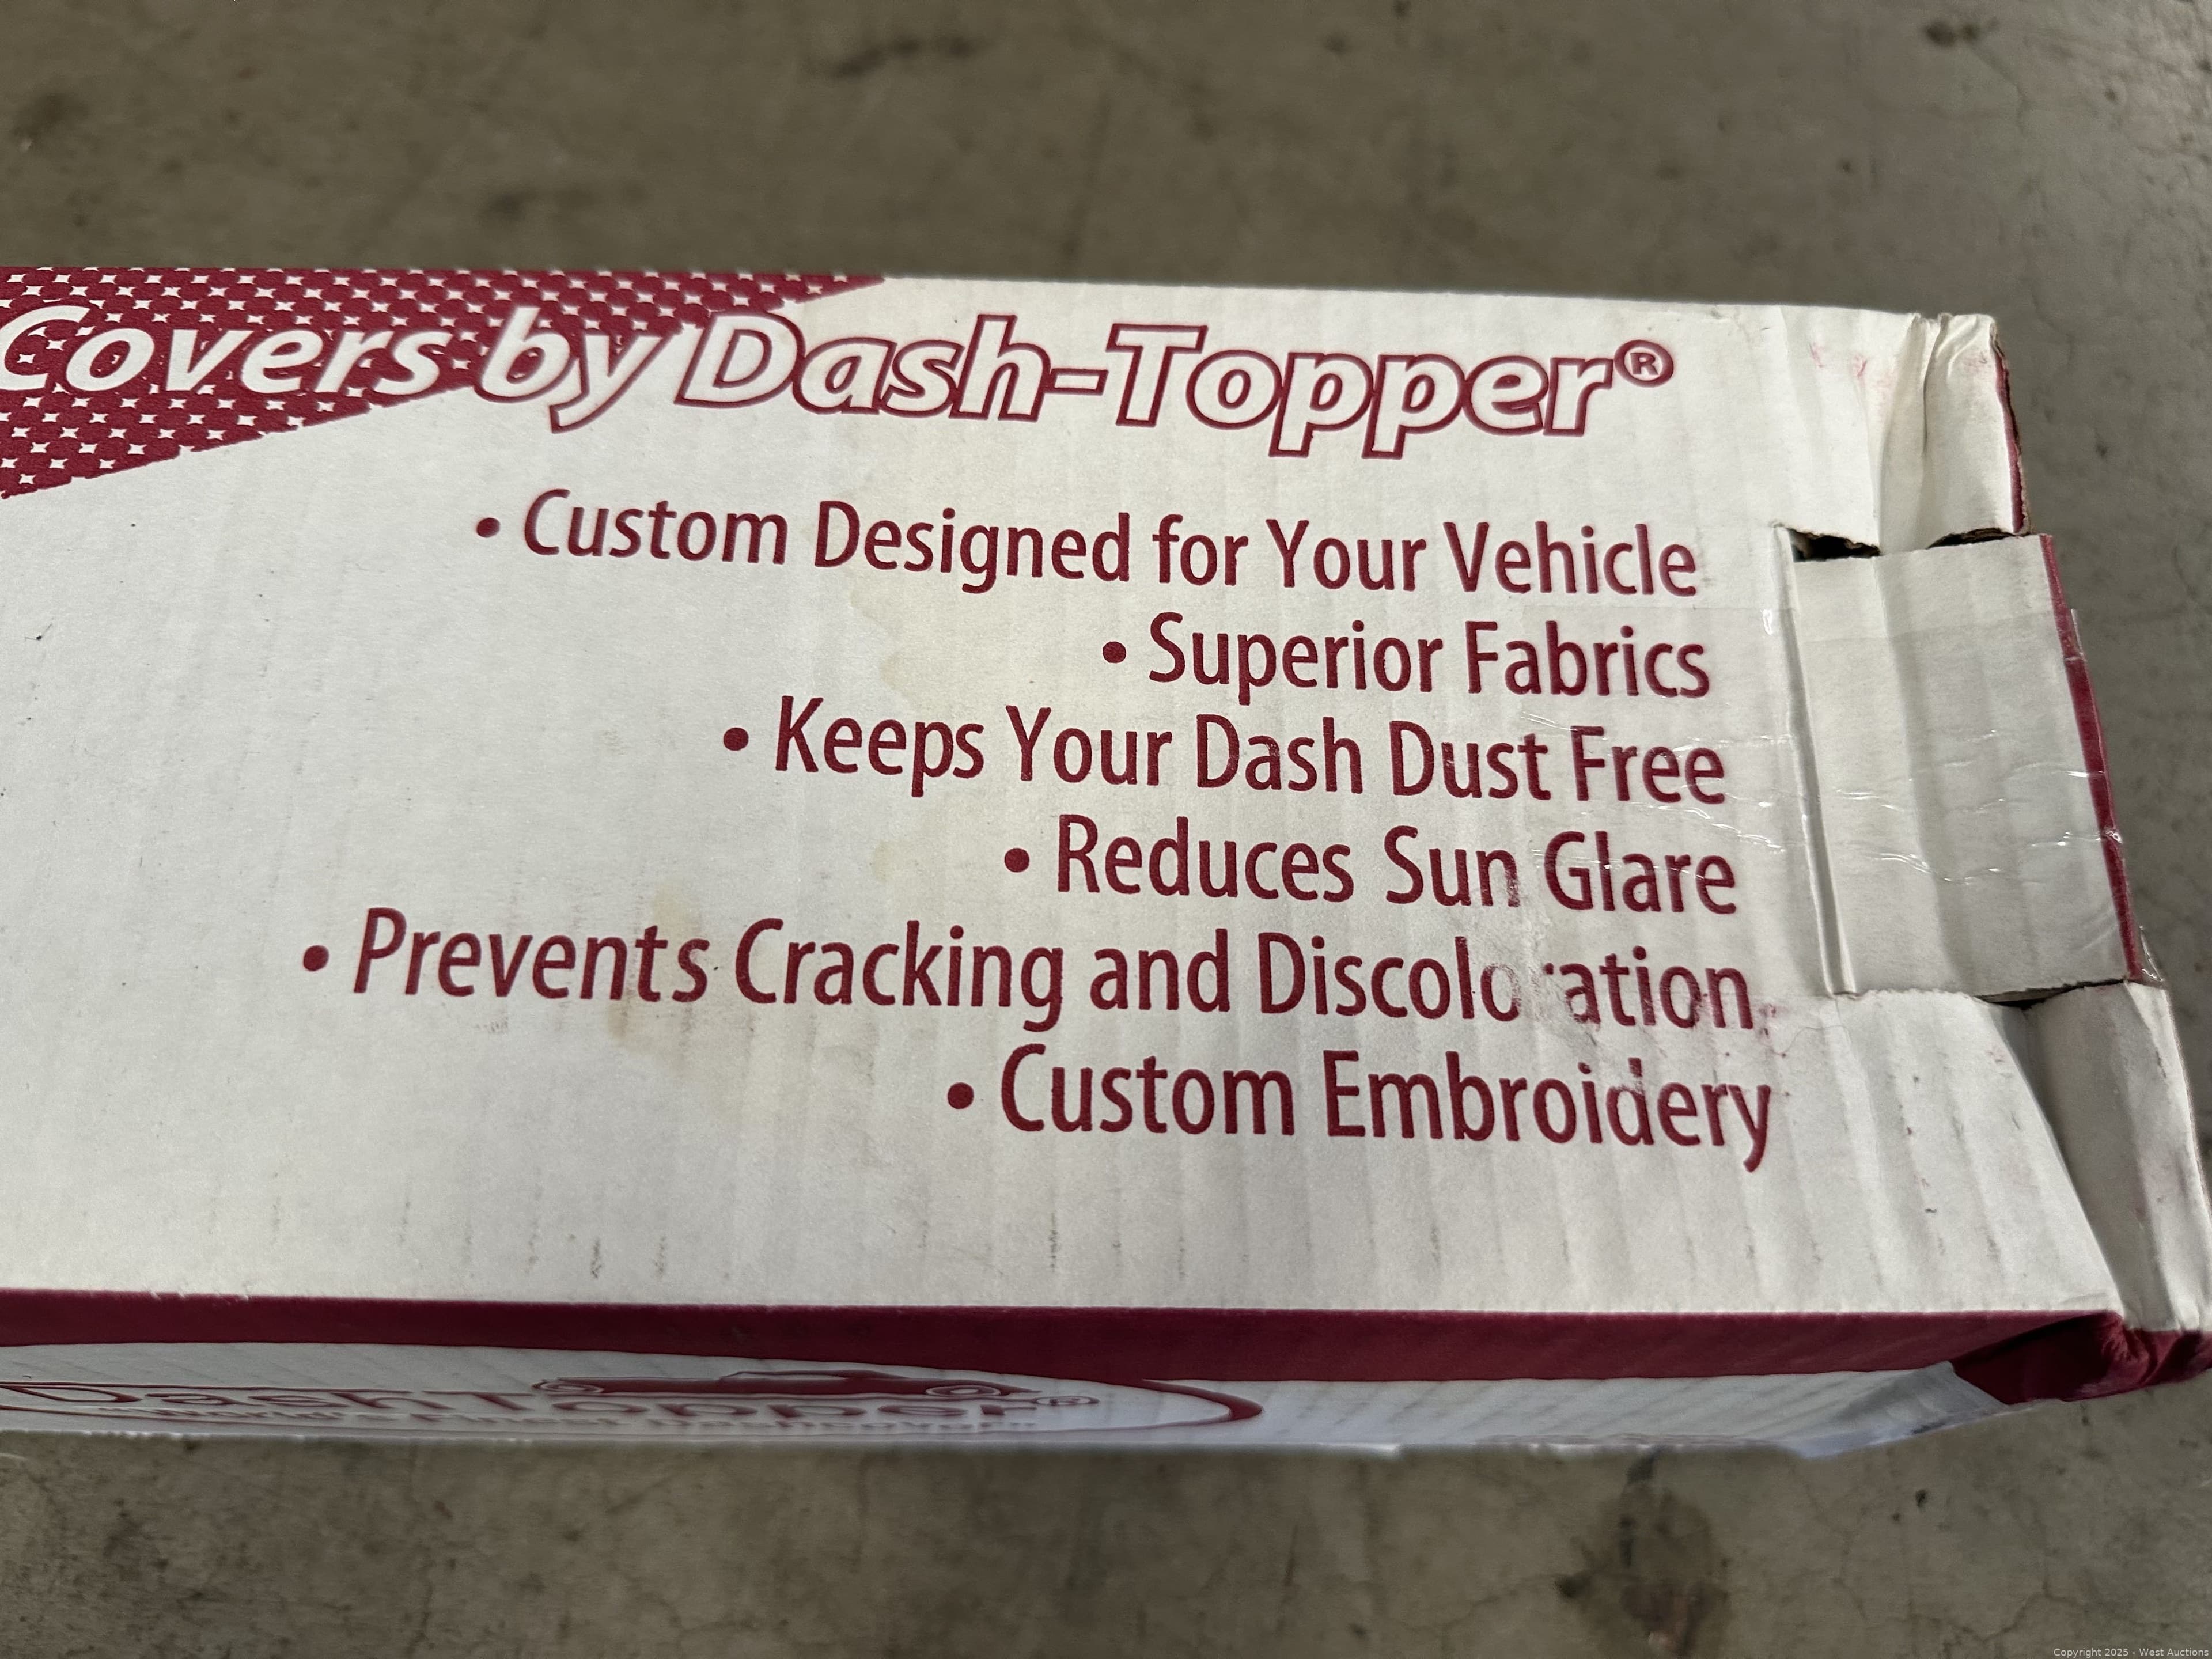 Covers by Dash-Topper®
• Custom Designed for Your Vehicle
• Superior Fabrics
• Keeps Your Dash Dust Free
• Reduces Sun Glare
• Prevents Cracking and Discoloration
• Custom Embroidery
DashTopper®
Copyright 2025 - West Auctions